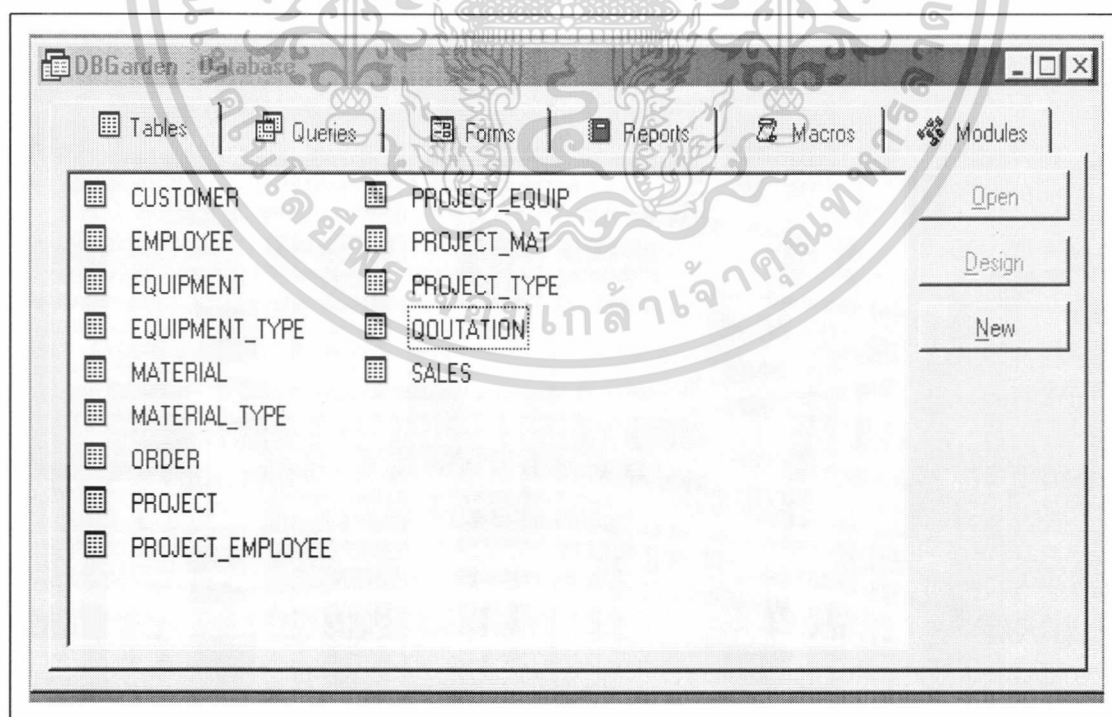 DBGarden : Database
Tables Queries Forms Reports Macros Modules
CUSTOMER
EMPLOYEE
EQUIPMENT
EQUIPMENT_TYPE
MATERIAL
MATERIAL_TYPE
ORDER
PROJECT
PROJECT_EMPLOYEE
PROJECT_EQUIP
PROJECT_MAT
PROJECT_TYPE
QOUTATION
SALES
Open
Design
New